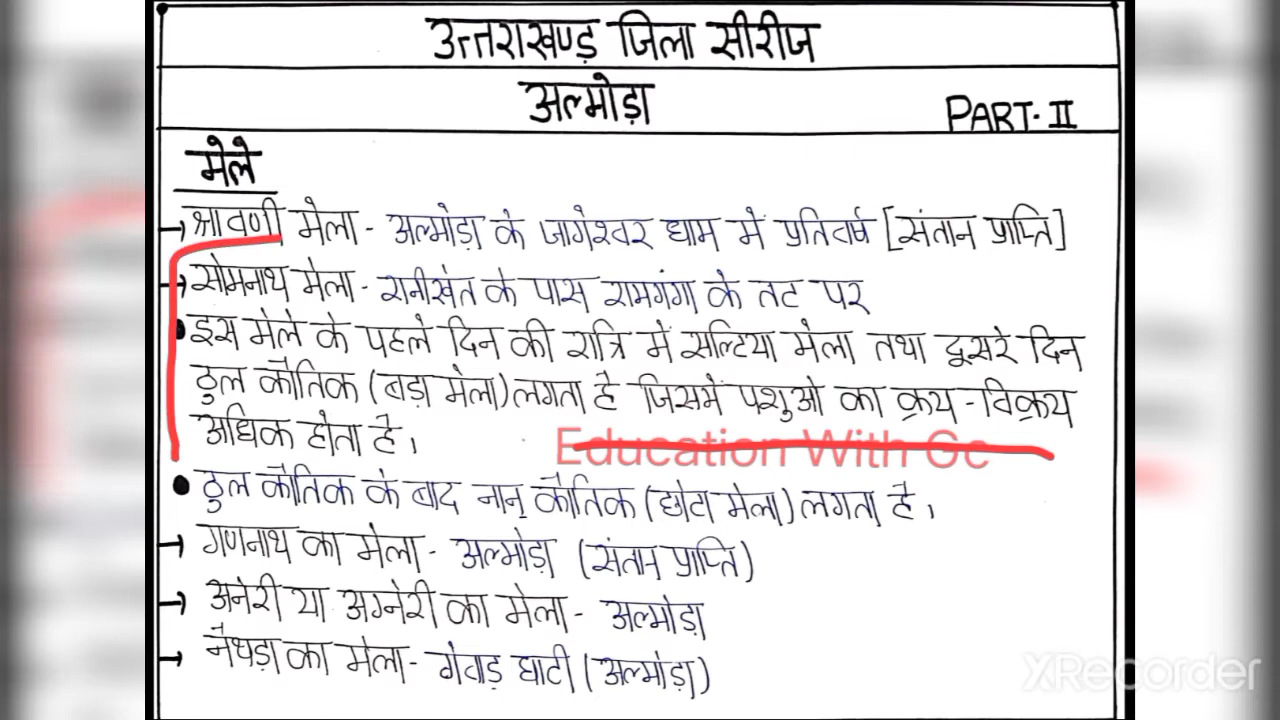 उत्तराखण्ड जिला सीरीज
अल्मोड़ा PART-II
मेले
→ श्रावणी मेला - अल्मोड़ा के जागेश्वर धाम में प्रतिवर्ष [संतान प्राप्ति]
→ सोमनाथ मेला - रानीखेत के पास रामगंगा के तट पर
• इस मेले के पहले दिन की रात्रि में सल्टिया मेला तथा दूसरे दिन
ठुल कौतिक (बड़ा मेला) लगता है जिसमें पशुओ का क्रय-विक्रय
अधिक होता है।
Education With Gc
• ठुल कौतिक के बाद नान् कौतिक (छोटा मेला) लगता है।
→ गणनाथ का मेला - अल्मोड़ा (संतान प्राप्ति)
→ अनेरी या अग्नेरी का मेला - अल्मोड़ा
→ नैथड़ा का मेला - गेवाड़ घाटी (अल्मोड़ा)
XRecorder